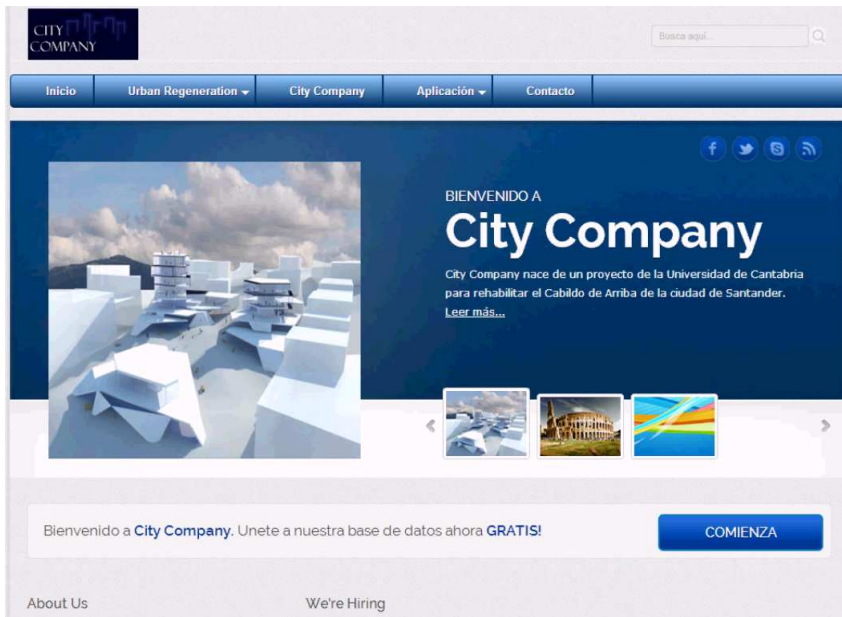 CITY
COMPANY
Busca aquí...
Inicio
Urban Regeneration
City Company
Aplicación
Contacto
BIENVENIDO A
City Company
City Company nace de un proyecto de la Universidad de Cantabria
para rehabilitar el Cabildo de Arriba de la ciudad de Santander.
Leer más...
Bienvenido a City Company. Unete a nuestra base de datos ahora GRATIS!
COMIENZA
About Us
We're Hiring